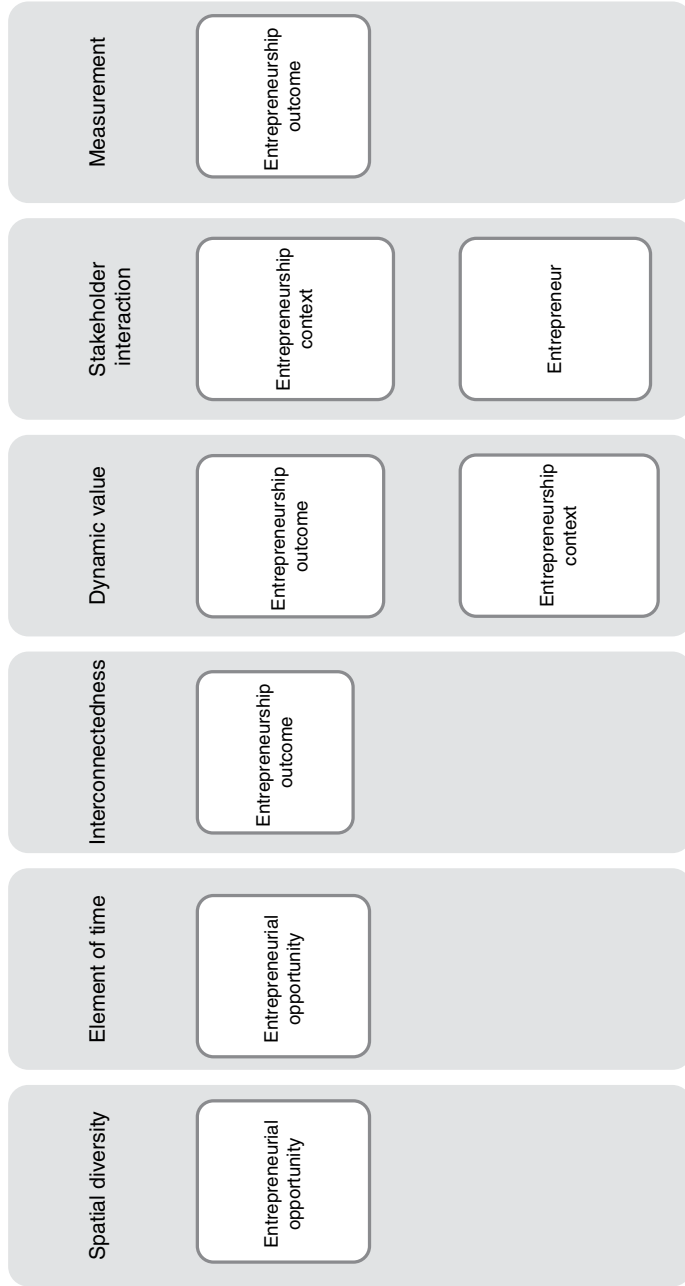 Spatial diversity
Entrepreneurial
opportunity
Element of time
Entrepreneurial
opportunity
Interconnectedness
Entrepreneurship
outcome
Dynamic value
Entrepreneurship
outcome
Entrepreneurship
context
Stakeholder
interaction
Entrepreneurship
context
Entrepreneur
Measurement
Entrepreneurship
outcome